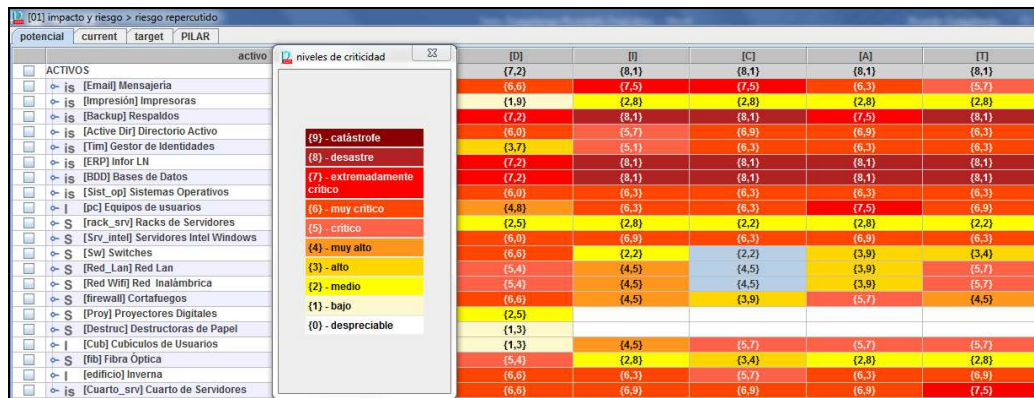 [01] impacto y riesgo > riesgo repercutido
potencial current target PILAR
activo [D] [I] [C] [A] [T]
niveles de criticidad
{9} - catástrofe
{8} - desastre
{7} - extremadamente
crítico
{6} - muy crítico
{5} - crítico
{4} - muy alto
{3} - alto
{2} - medio
{1} - bajo
{0} - despreciable
ACTIVOS {7,2} {8,1} {8,1} {8,1} {8,1}
is [Email] Mensajería {6,6} {7,5} {7,5} {6,3} {5,7}
is [Impresión] Impresoras {1,9} {2,8} {2,8} {2,8} {2,8}
is [Backup] Respaldos {7,2} {8,1} {8,1} {7,5} {8,1}
is [Active Dir] Directorio Activo {6,0} {5,7} {6,9} {6,9} {6,3}
is [Tim] Gestor de Identidades {3,7} {5,1} {6,3} {6,3} {6,3}
is [ERP] Infor LN {7,2} {8,1} {8,1} {8,1} {8,1}
is [BDD] Bases de Datos {7,2} {8,1} {8,1} {8,1} {8,1}
is [Sist_op] Sistemas Operativos {6,0} {6,3} {6,3} {6,3} {6,3}
I [pc] Equipos de usuarios {4,8} {6,3} {6,3} {7,5} {6,9}
S [rack_srv] Racks de Servidores {2,5} {2,8} {2,2} {2,8} {2,2}
S [Srv_intel] Servidores Intel Windows {6,0} {6,9} {6,3} {6,9} {6,3}
S [Sw] Switches {6,6} {2,2} {2,2} {3,9} {3,4}
S [Red_Lan] Red Lan {5,4} {4,5} {4,5} {3,9} {5,7}
S [Red Wifi] Red Inalámbrica {5,4} {4,5} {4,5} {3,9} {5,7}
S [firewall] Cortafuegos {6,6} {4,5} {3,9} {5,7} {4,5}
S [Proy] Proyectores Digitales {2,5}
S [Destruc] Destructoras de Papel {1,3}
I [Cub] Cubículos de Usuarios {1,3} {4,5} {5,7} {5,7} {5,7}
S [fib] Fibra Óptica {5,4} {2,8} {3,4} {2,8} {2,8}
I [edificio] Inverna {6,6} {6,3} {5,7} {6,3} {6,9}
is [Cuarto_srv] Cuarto de Servidores {6,6} {6,9} {6,9} {6,9} {7,5}